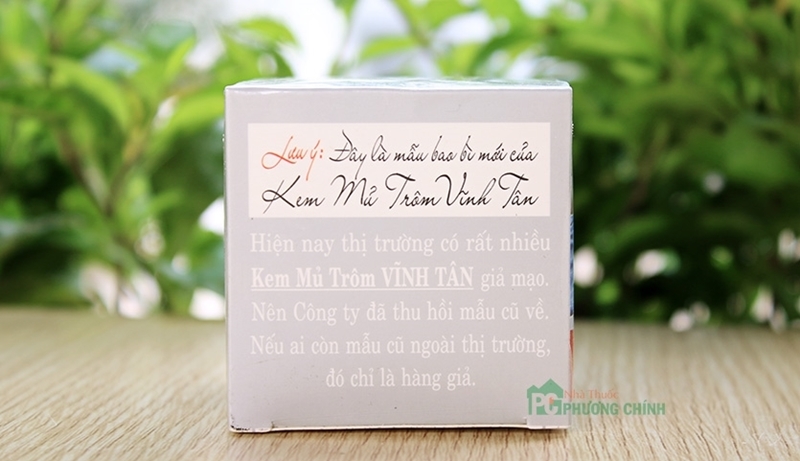 Lưu ý: Đây là mẫu bao bì mới của
Kem Mủ Trôm Vĩnh Tân
Hiện nay thị trường có rất nhiều
Kem Mủ Trôm VĨNH TÂN giả mạo.
Nên Công ty đã thu hồi mẫu cũ về.
Nếu ai còn mẫu cũ ngoài thị trường,
đó chỉ là hàng giả.
PC Nhà Thuốc
PHƯƠNG CHÍNH